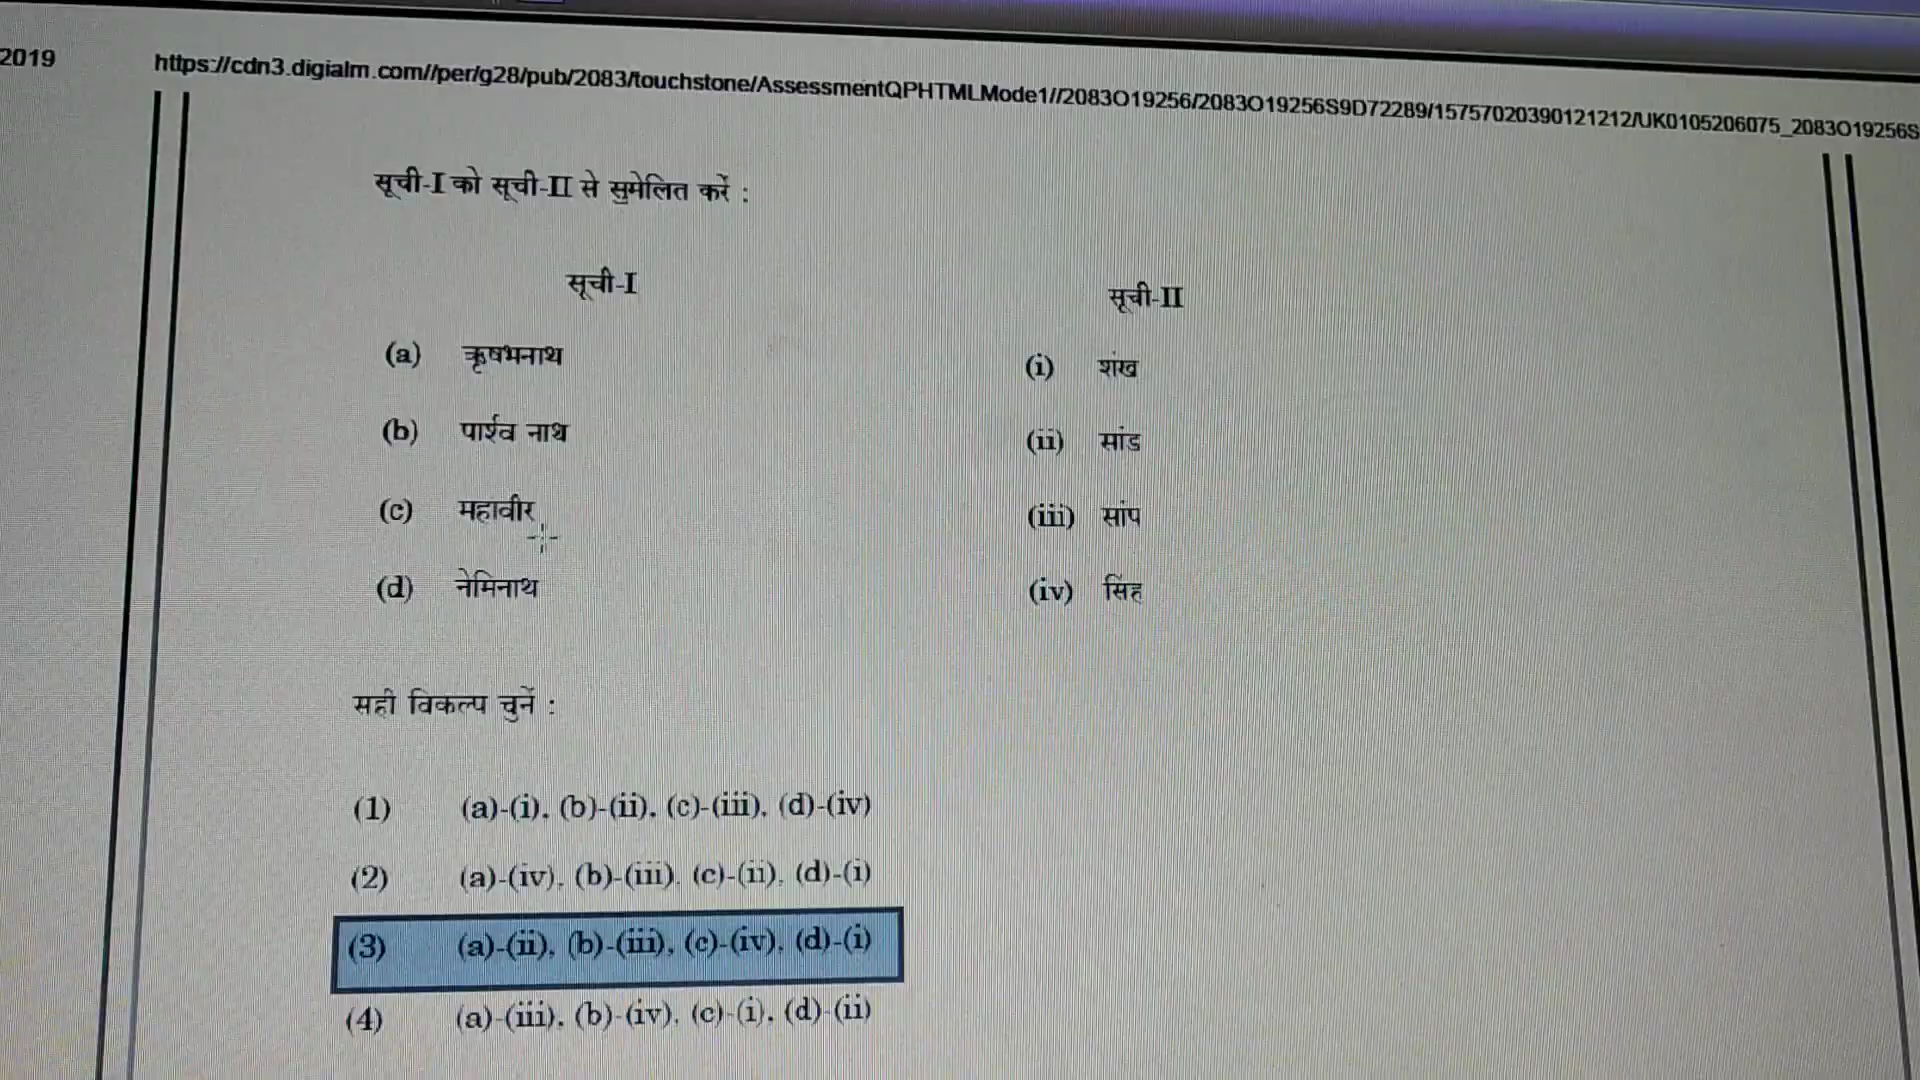 2019 https://cdn3.digialm.com//per/g28/pub/2083/touchstone/AssessmentQPHTMLMode1//2083O19256/2083O19256S9D72289/15757020390121212/UK0105206075_2083O19256S
सूची-I को सूची-II से सुमेलित करें :
सूची-I सूची-II
(a) ऋषभनाथ (i) शंख
(b) पार्श्व नाथ (ii) सांड
(c) महावीर (iii) सांप
(d) नेमिनाथ (iv) सिंह
सही विकल्प चुनें :
(1) (a)-(i), (b)-(ii), (c)-(iii), (d)-(iv)
(2) (a)-(iv), (b)-(iii), (c)-(ii), (d)-(i)
(3) (a)-(ii), (b)-(iii), (c)-(iv), (d)-(i)
(4) (a)-(iii), (b)-(iv), (c)-(i), (d)-(ii)